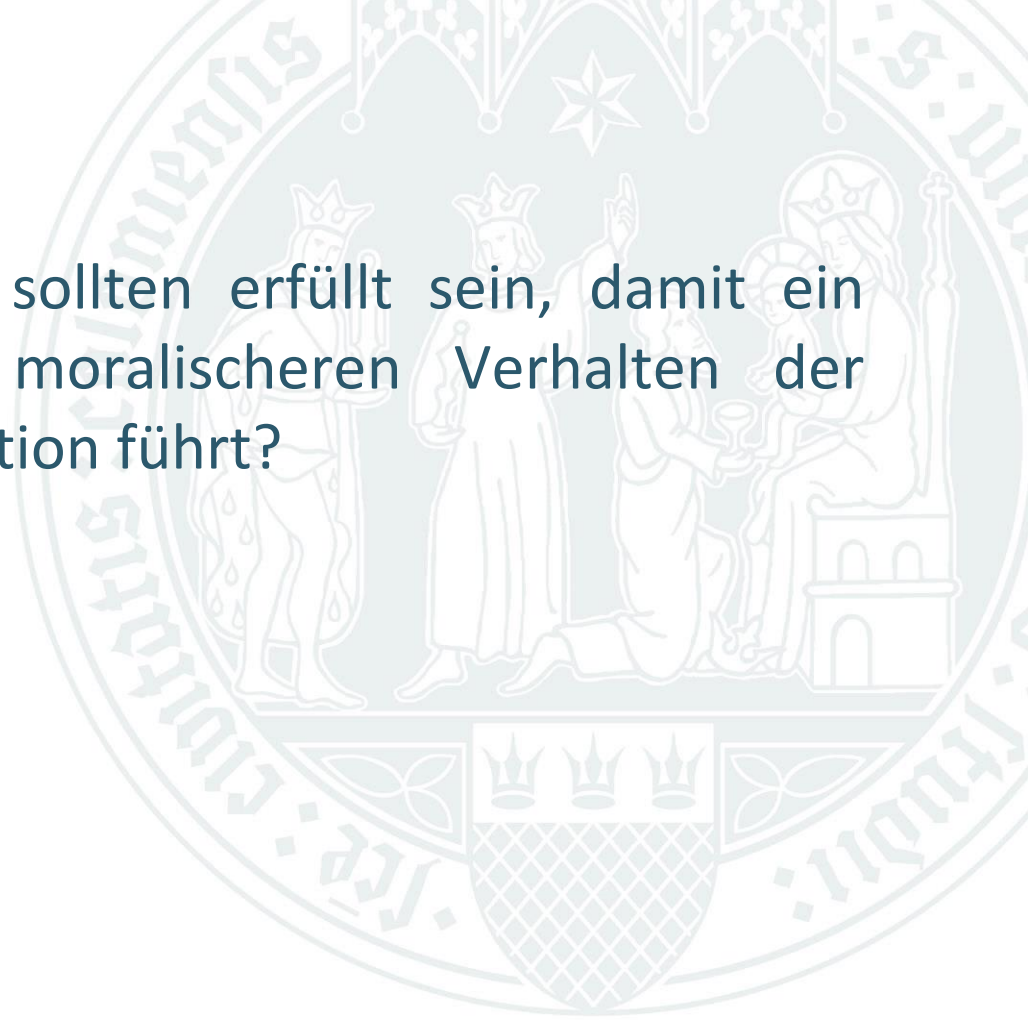 sollten erfüllt sein, damit ein
moralischeren Verhalten der
tion führt?